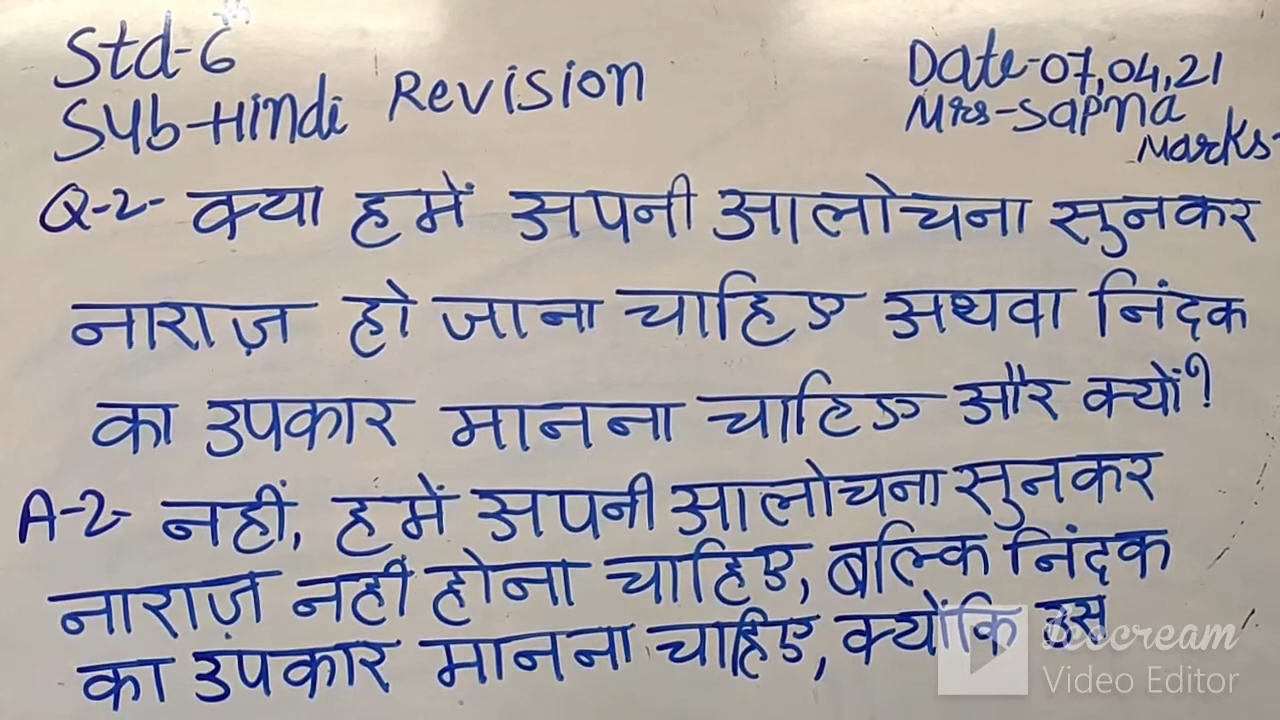 Std-6th
Sub-Hindi Revision
Date-07,04,21
Mrs-Sapna
Marks-
Q-2- क्या हमें अपनी आलोचना सुनकर
नाराज़ हो जाना चाहिए अथवा निंदक
का उपकार मानना चाहिए और क्यों?
A-2- नहीं, हमें अपनी आलोचना सुनकर
नाराज़ नहीं होना चाहिए, बल्कि निंदक
का उपकार मानना चाहिए, क्योंकि उस
Vlecream
Video Editor